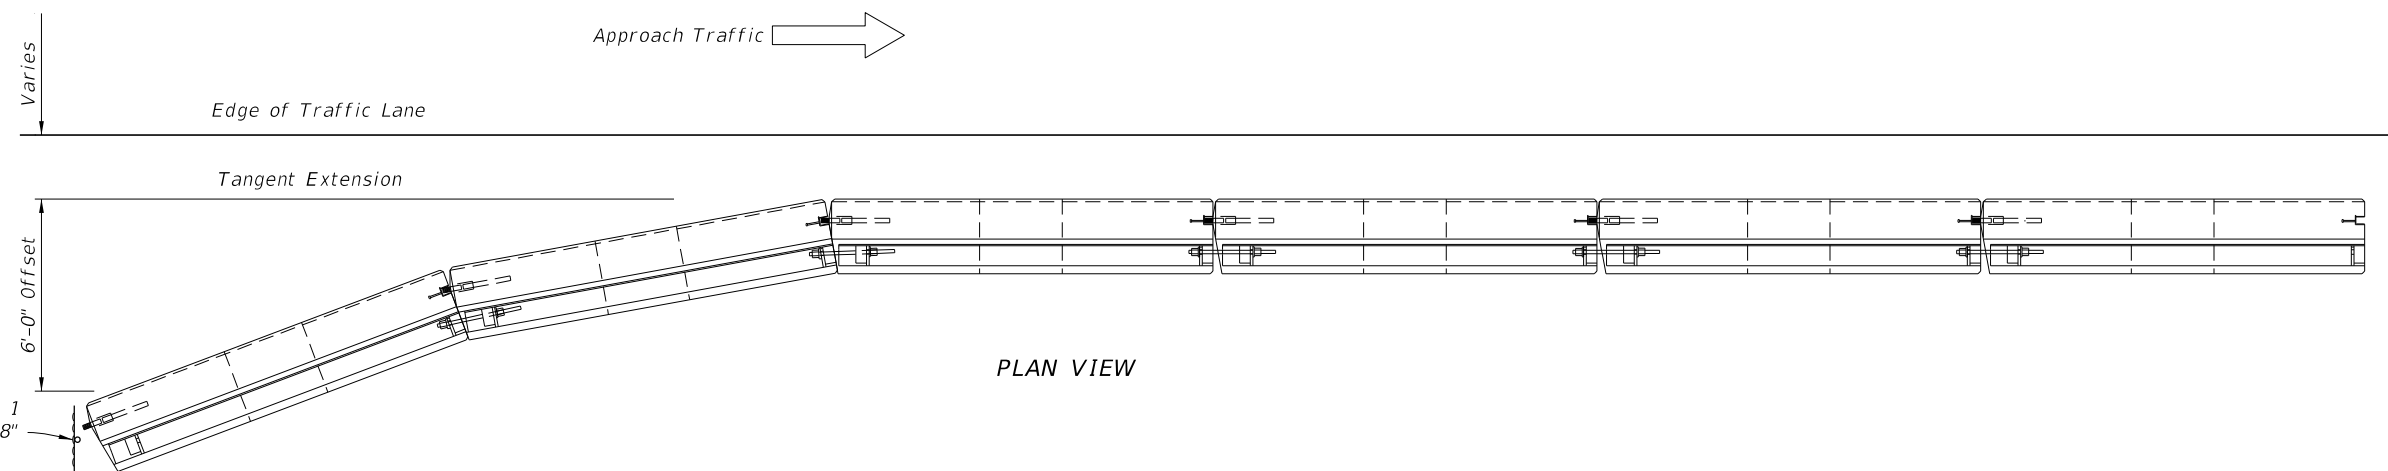 Approach Traffic
Varies
Edge of Traffic Lane
Tangent Extension
6'-0" Offset
PLAN VIEW
1
8"